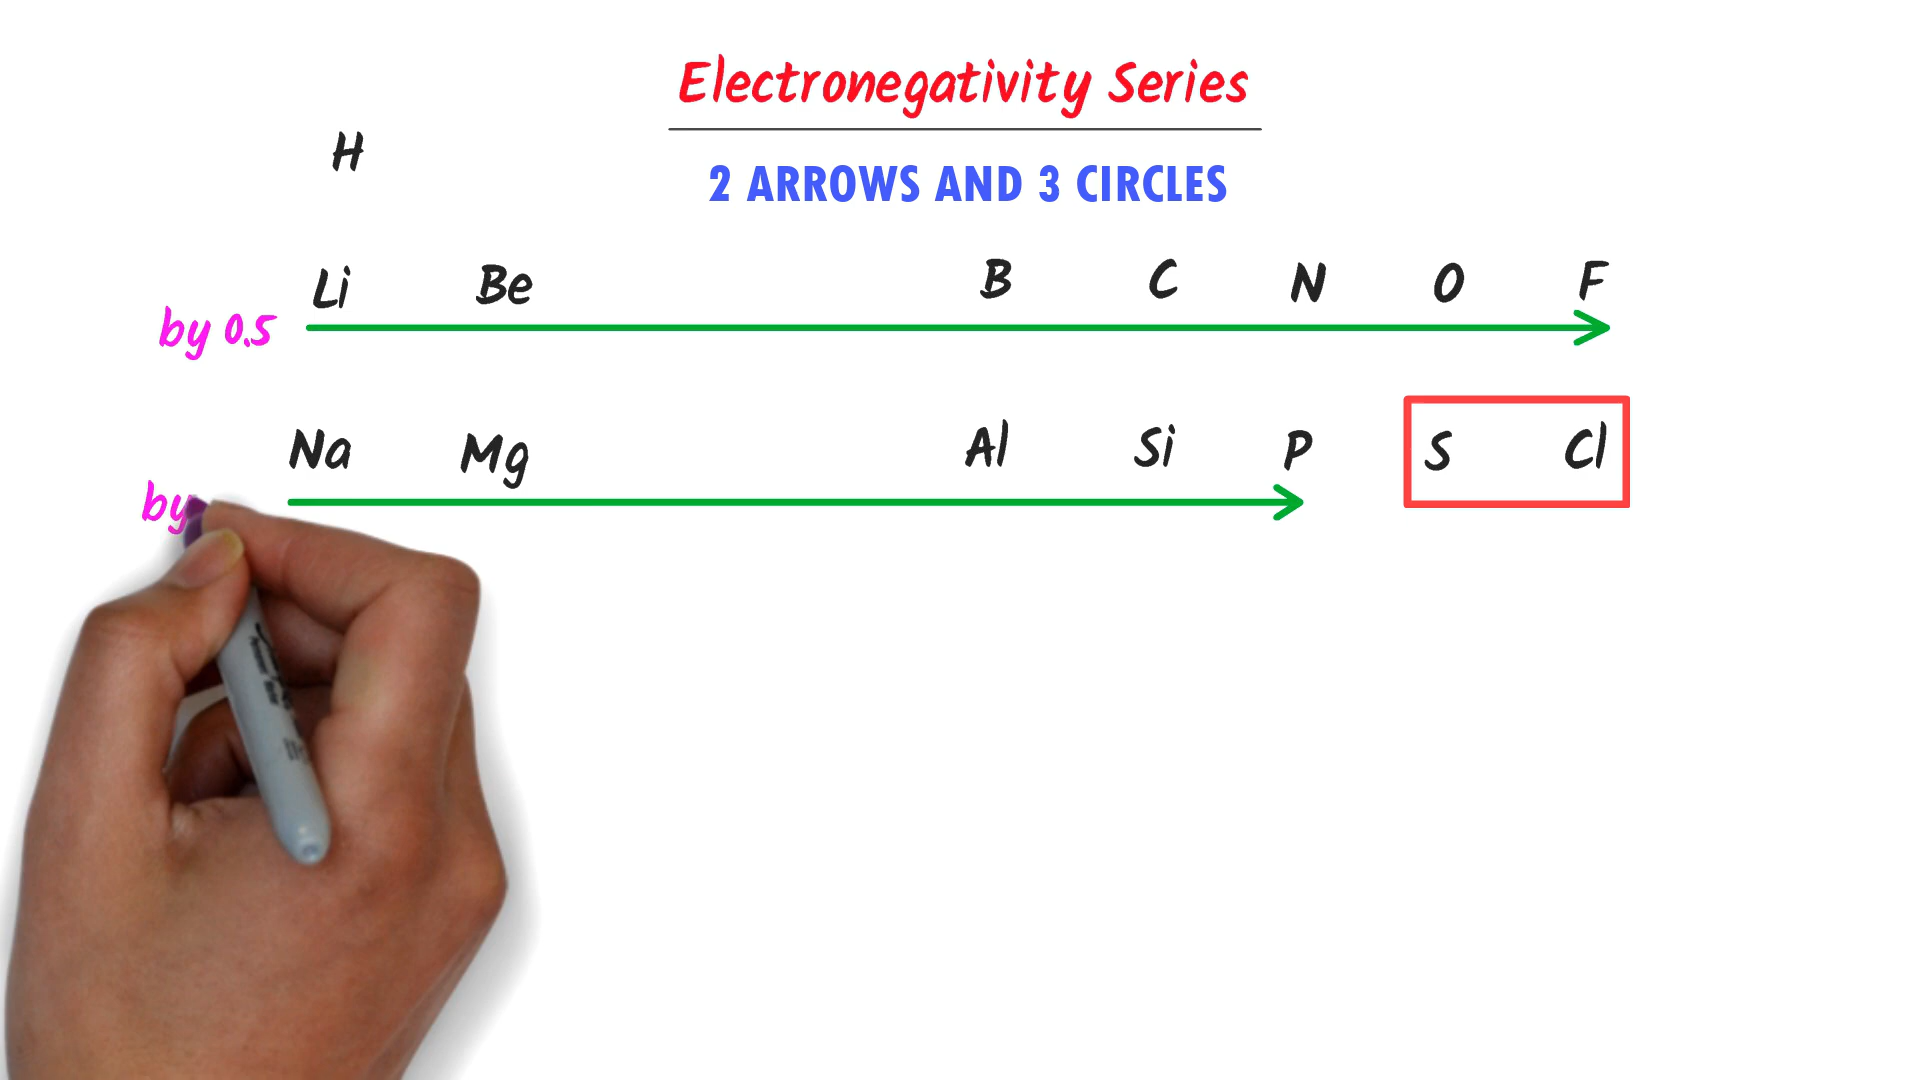 Electronegativity Series
H
2 ARROWS AND 3 CIRCLES
Li Be B C N O F
by 0.5
Na Mg Al Si P S Cl
by